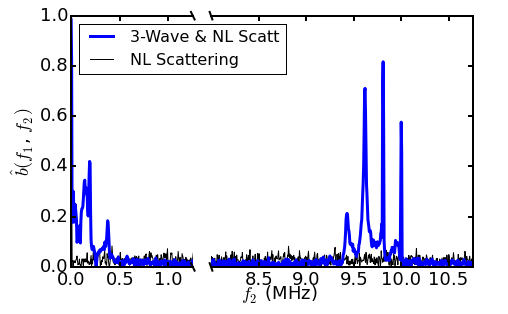 1.0
0.8
0.6
0.4
0.2
0.0
b̂(f₁, f₂)
3-Wave & NL Scatt
NL Scattering
0.0 0.5 1.0 8.5 9.0 9.5 10.0 10.5
f₂ (MHz)